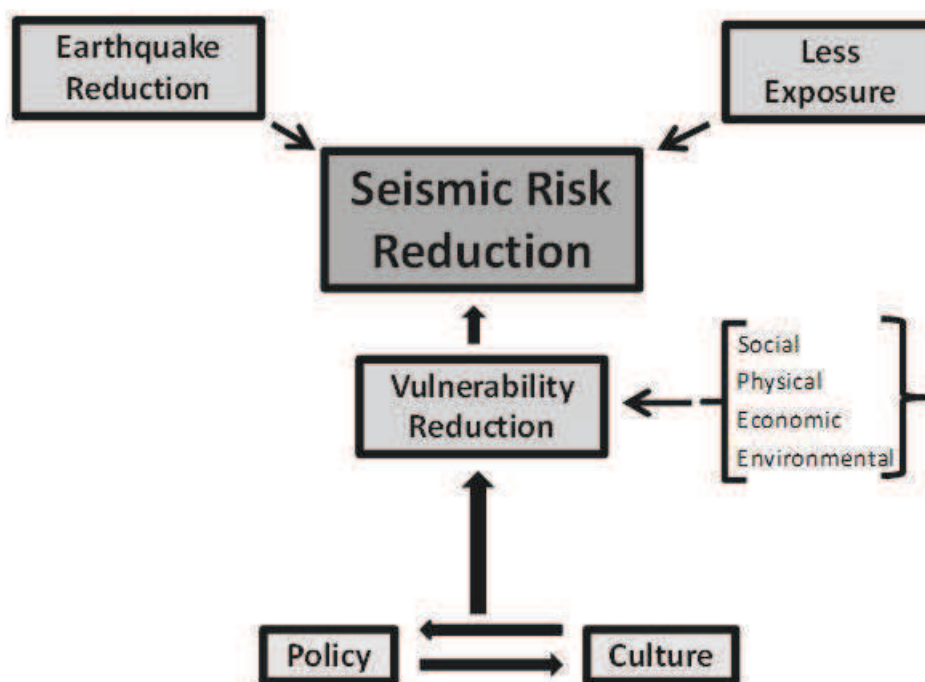 Earthquake
Reduction
Less
Exposure
Seismic Risk
Reduction
Vulnerability
Reduction
Social
Physical
Economic
Environmental
Policy
Culture